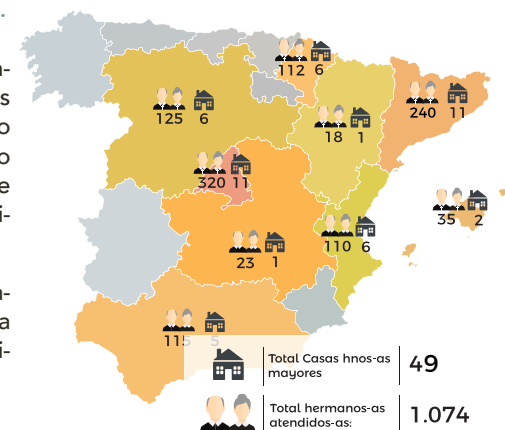 112 6
240 11
125 6
18 1
320 11
35 2
110 6
23 1
115 5
Total Casas hnos-as
mayores
49
Total hermanos-as
atendidos-as:
1.074